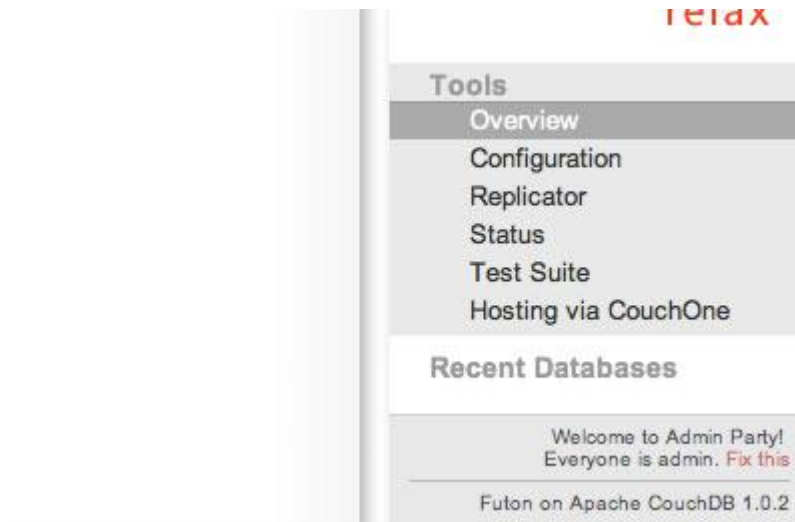 relax
Tools
Overview
Configuration
Replicator
Status
Test Suite
Hosting via CouchOne
Recent Databases
Welcome to Admin Party!
Everyone is admin. Fix this
Futon on Apache CouchDB 1.0.2